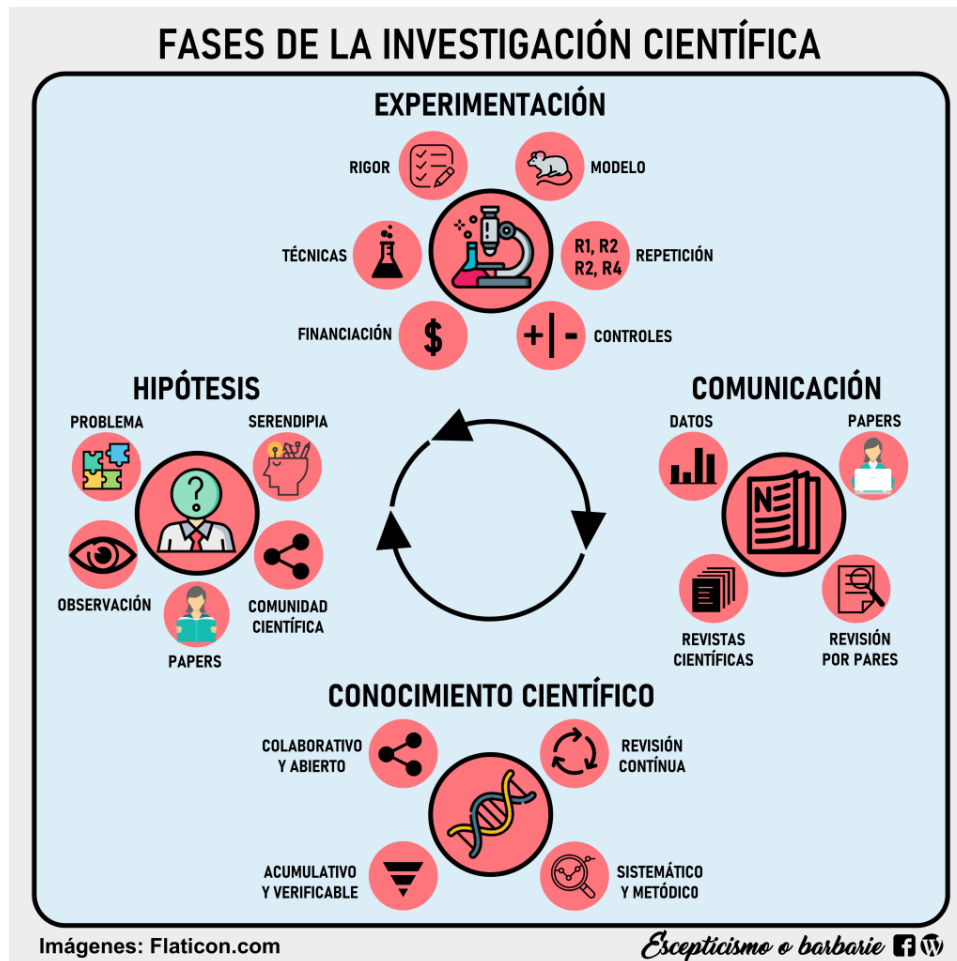 FASES DE LA INVESTIGACIÓN CIENTÍFICA
EXPERIMENTACIÓN
RIGOR
MODELO
TÉCNICAS
R1, R2
R2, R4
REPETICIÓN
FINANCIACIÓN
$
+|-
CONTROLES
HIPÓTESIS
PROBLEMA
SERENDIPIA
?
OBSERVACIÓN
COMUNIDAD
CIENTÍFICA
PAPERS
COMUNICACIÓN
DATOS
PAPERS
N
REVISTAS
CIENTÍFICAS
REVISIÓN
POR PARES
CONOCIMIENTO CIENTÍFICO
COLABORATIVO
Y ABIERTO
REVISIÓN
CONTÍNUA
ACUMULATIVO
Y VERIFICABLE
SISTEMÁTICO
Y METÓDICO
Imágenes: Flaticon.com
Escepticismo o barbarie